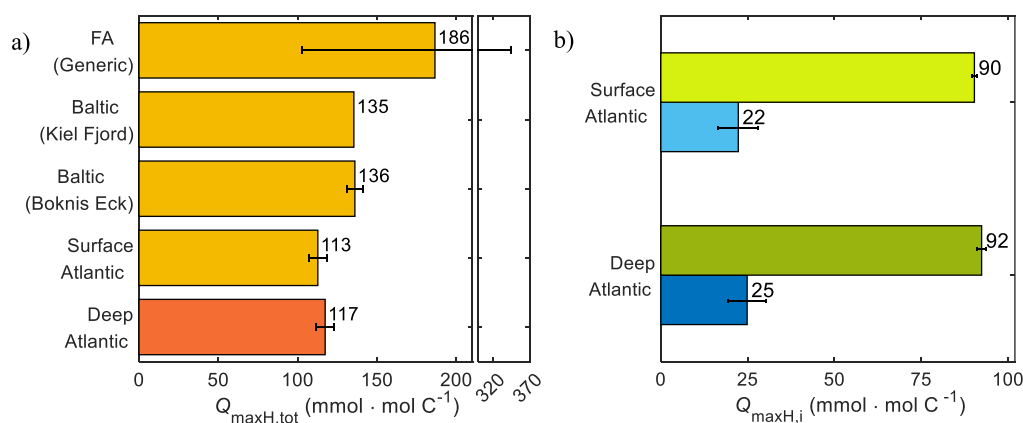 a)
FA
(Generic)
186
Baltic
(Kiel Fjord)
135
Baltic
(Boknis Eck)
136
Surface
Atlantic
113
Deep
Atlantic
117
0 50 100 150 200 320 370
Q maxH,tot (mmol · mol C-1)
b)
Surface
Atlantic
90
22
Deep
Atlantic
92
25
0 25 50 75 100
Q maxH,i (mmol · mol C -1)